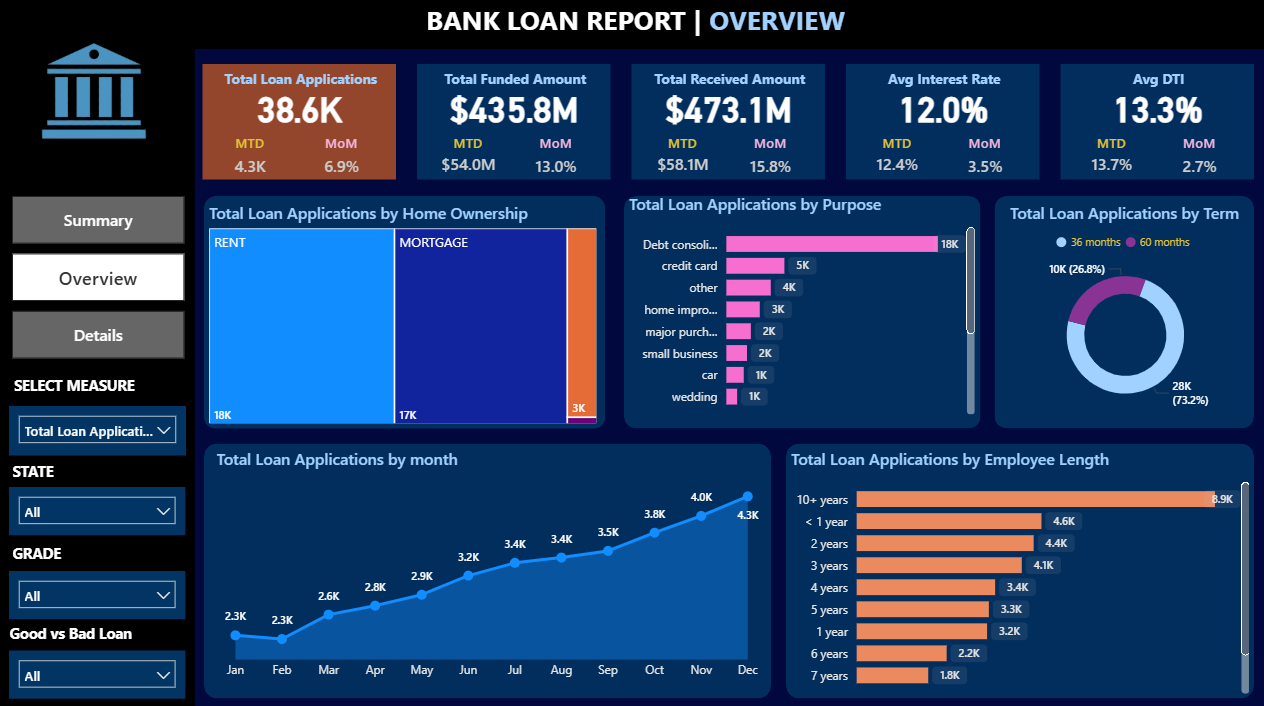 BANK LOAN REPORT | OVERVIEW
Total Loan Applications
38.6K
MTD MoM
4.3K 6.9%
Total Funded Amount
$435.8M
MTD MoM
$54.0M 13.0%
Total Received Amount
$473.1M
MTD MoM
$58.1M 15.8%
Avg Interest Rate
12.0%
MTD MoM
12.4% 3.5%
Avg DTI
13.3%
MTD MoM
13.7% 2.7%
Summary
Overview
Details
SELECT MEASURE
Total Loan Applicati...
STATE
All
GRADE
All
Good vs Bad Loan
All
Total Loan Applications by Home Ownership
RENT
18K
MORTGAGE
17K
3K
Total Loan Applications by Purpose
Debt consoli... 18K
credit card 5K
other 4K
home impro... 3K
major purch... 2K
small business 2K
car 1K
wedding 1K
Total Loan Applications by Term
36 months 60 months
10K (26.8%)
28K
(73.2%)
Total Loan Applications by month
2.3K
2.3K
2.6K
2.8K
2.9K
3.2K
3.4K
3.4K
3.5K
3.8K
4.0K
4.3K
Jan Feb Mar Apr May Jun Jul Aug Sep Oct Nov Dec
Total Loan Applications by Employee Length
10+ years 8.9K
< 1 year 4.6K
2 years 4.4K
3 years 4.1K
4 years 3.4K
5 years 3.3K
1 year 3.2K
6 years 2.2K
7 years 1.8K